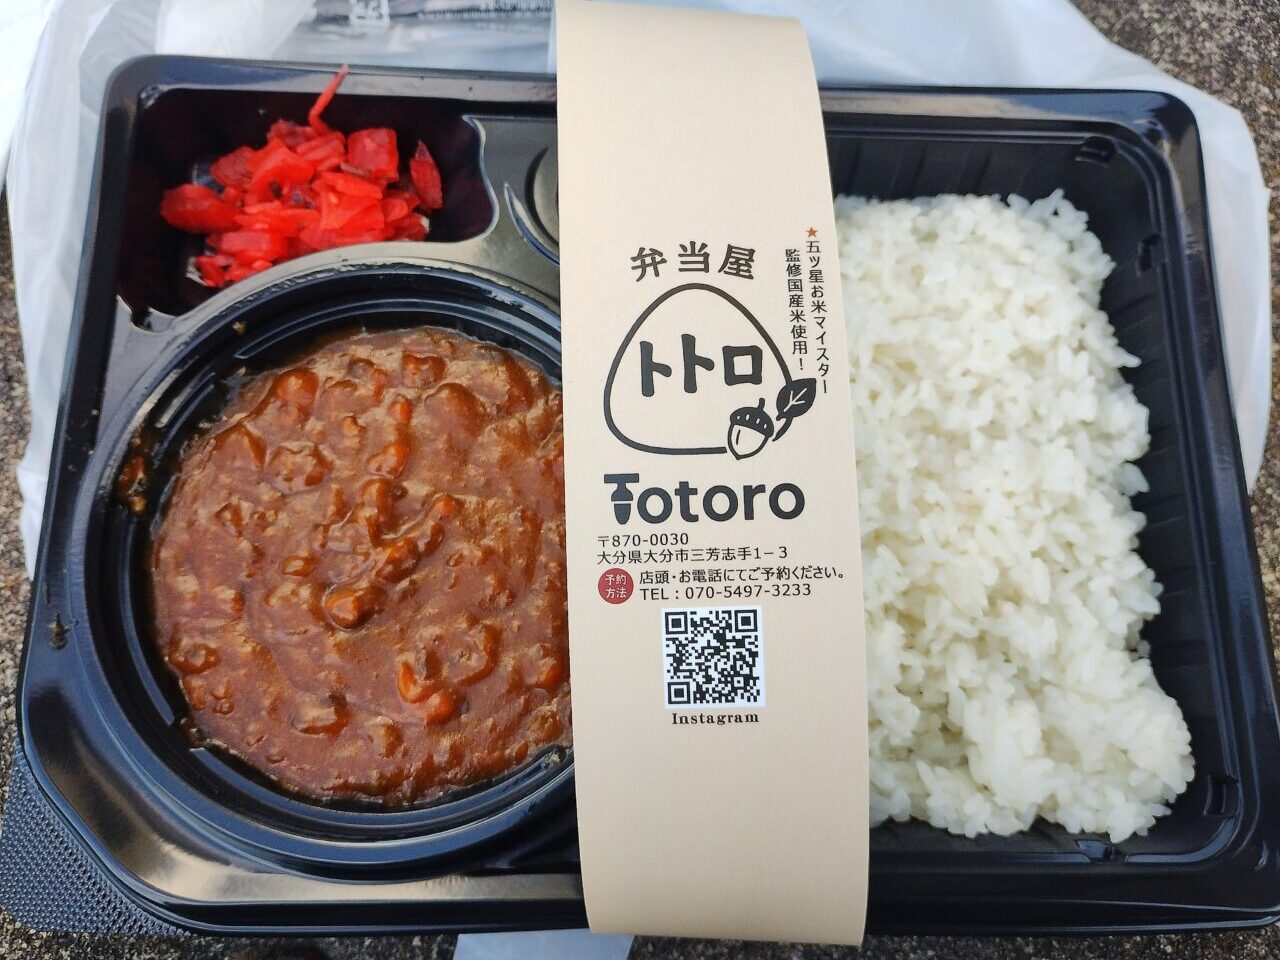 弁当屋
トトロ
Totoro
★五ツ星お米マイスター
監修国産米使用!
〒870-0030
大分県大分市三芳志手1-3
予約
方法
店頭・お電話にてご予約ください。
TEL:070-5497-3233
Instagram